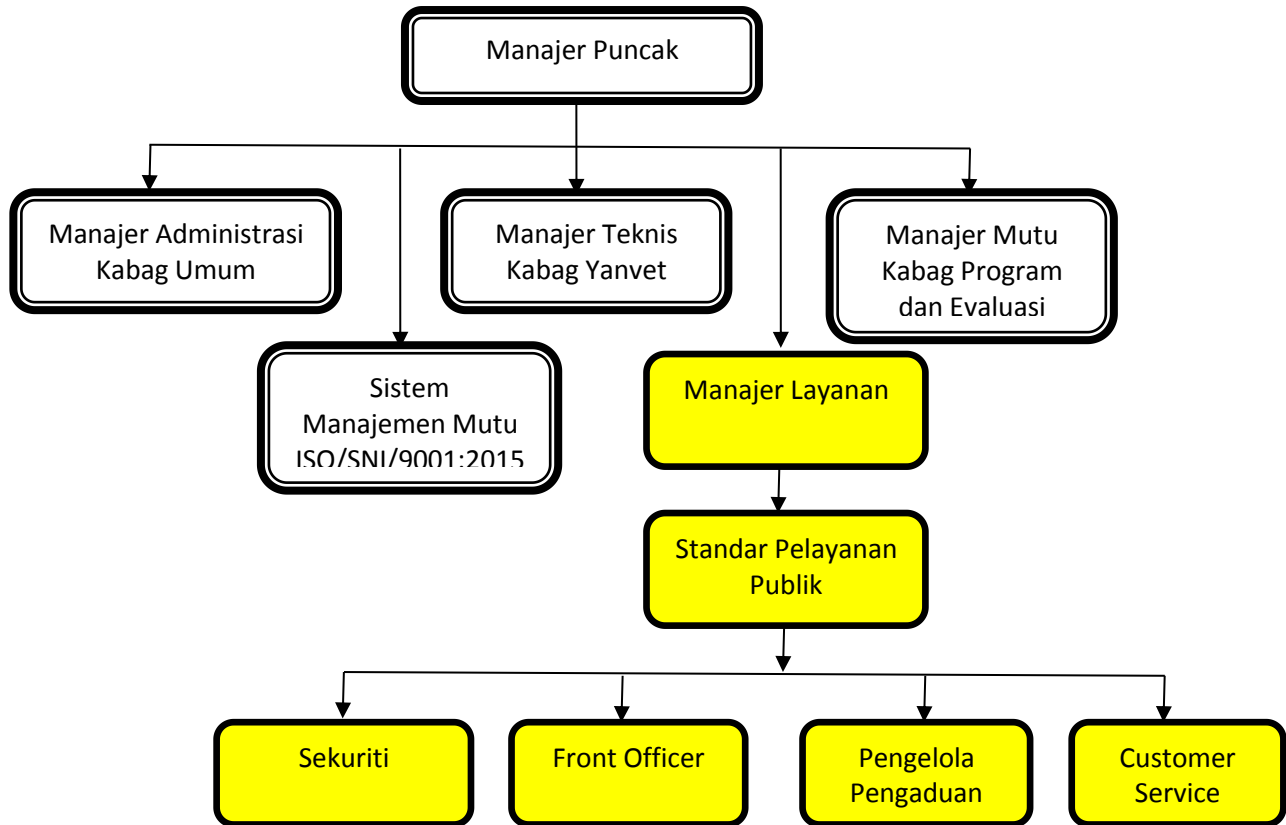 Manajer Puncak
Manajer Administrasi
Kabag Umum
Manajer Teknis
Kabag Yanvet
Manajer Mutu
Kabag Program
dan Evaluasi
Sistem
Manajemen Mutu
ISO/SNI/9001:2015
Manajer Layanan
Standar Pelayanan
Publik
Sekuriti
Front Officer
Pengelola
Pengaduan
Customer
Service